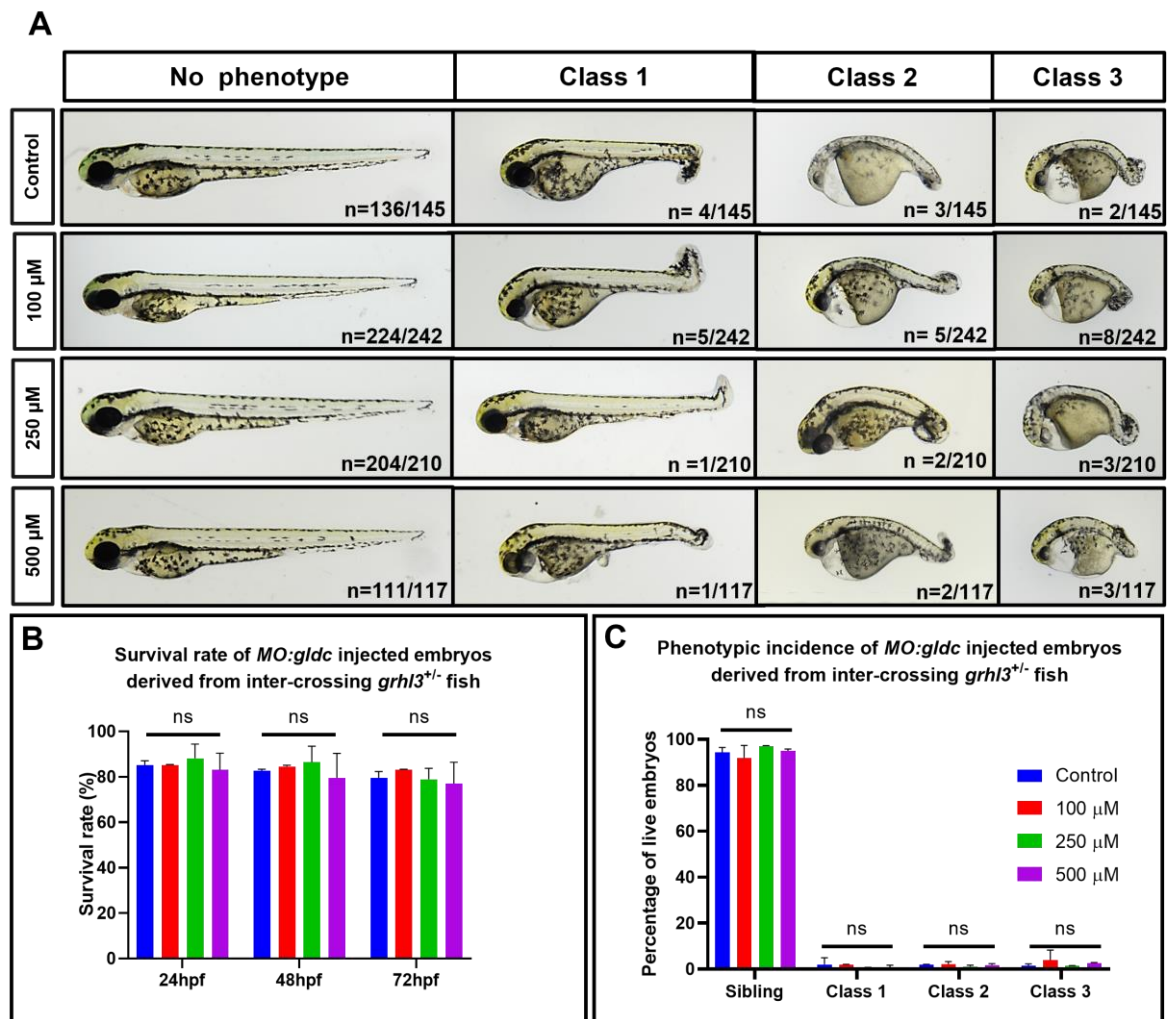 A
No phenotype
Class 1
Class 2
Class 3
Control
n=136/145
n= 4/145
n= 3/145
n= 2/145
100 µM
n=224/242
n=5/242
n= 5/242
n=8/242
250 µM
n=204/210
n =1/210
n =2/210
n=3/210
500 µM
n=111/117
n=1/117
n=2/117
n=3/117
B
Survival rate of MO:gldc injected embryos
derived from inter-crossing grhl3+/- fish
Survival rate (%)
100
80
60
40
20
0
ns
ns
ns
24hpf
48hpf
72hpf
C
Phenotypic incidence of MO:gldc injected embryos
derived from inter-crossing grhl3+/- fish
Percentage of live embryos
100
80
60
40
20
0
ns
ns
ns
ns
Sibling
Class 1
Class 2
Class 3
Control
100 µM
250 µM
500 µM